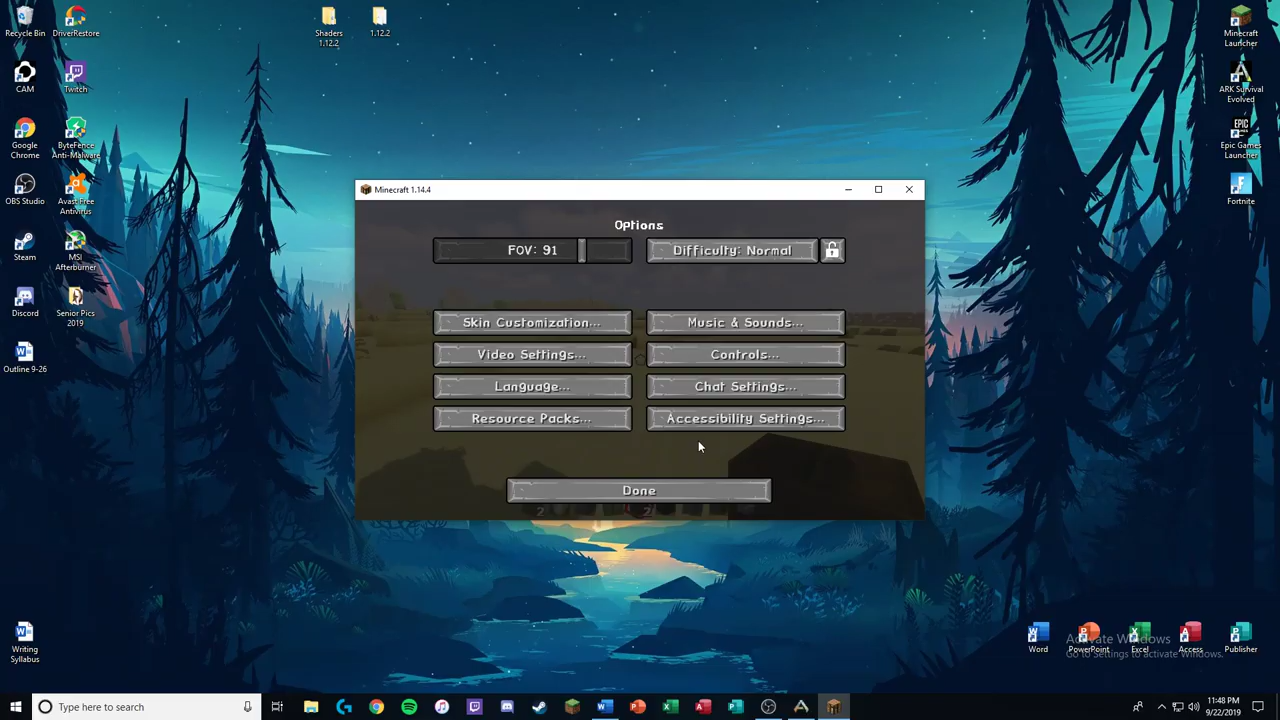 Recycle Bin
DriverRestore
Shaders
1.12.2
1.12.2
Minecraft
Launcher
CAM
Twitch
ARK Survival
Evolved
Google
Chrome
ByteFence
Anti-Malware
EPIC
GAMES
Epic Games
Launcher
OBS Studio
Avast Free
Antivirus
Fortnite
Steam
MSI
Afterburner
Discord
Senior Pics
2019
Outline 9-26
Writing
Syllabus
Minecraft 1.14.4
Options
FOV: 91
Difficulty: Normal
Skin Customization...
Music & Sounds...
Video Settings...
Controls...
Language...
Chat Settings...
Resource Packs...
Accessibility Settings...
Done
2
2
Word
PowerPoint
Excel
Access
Publisher
Activate Windows
Go to Settings to activate Windows.
Type here to search
11:48 PM
9/22/2019